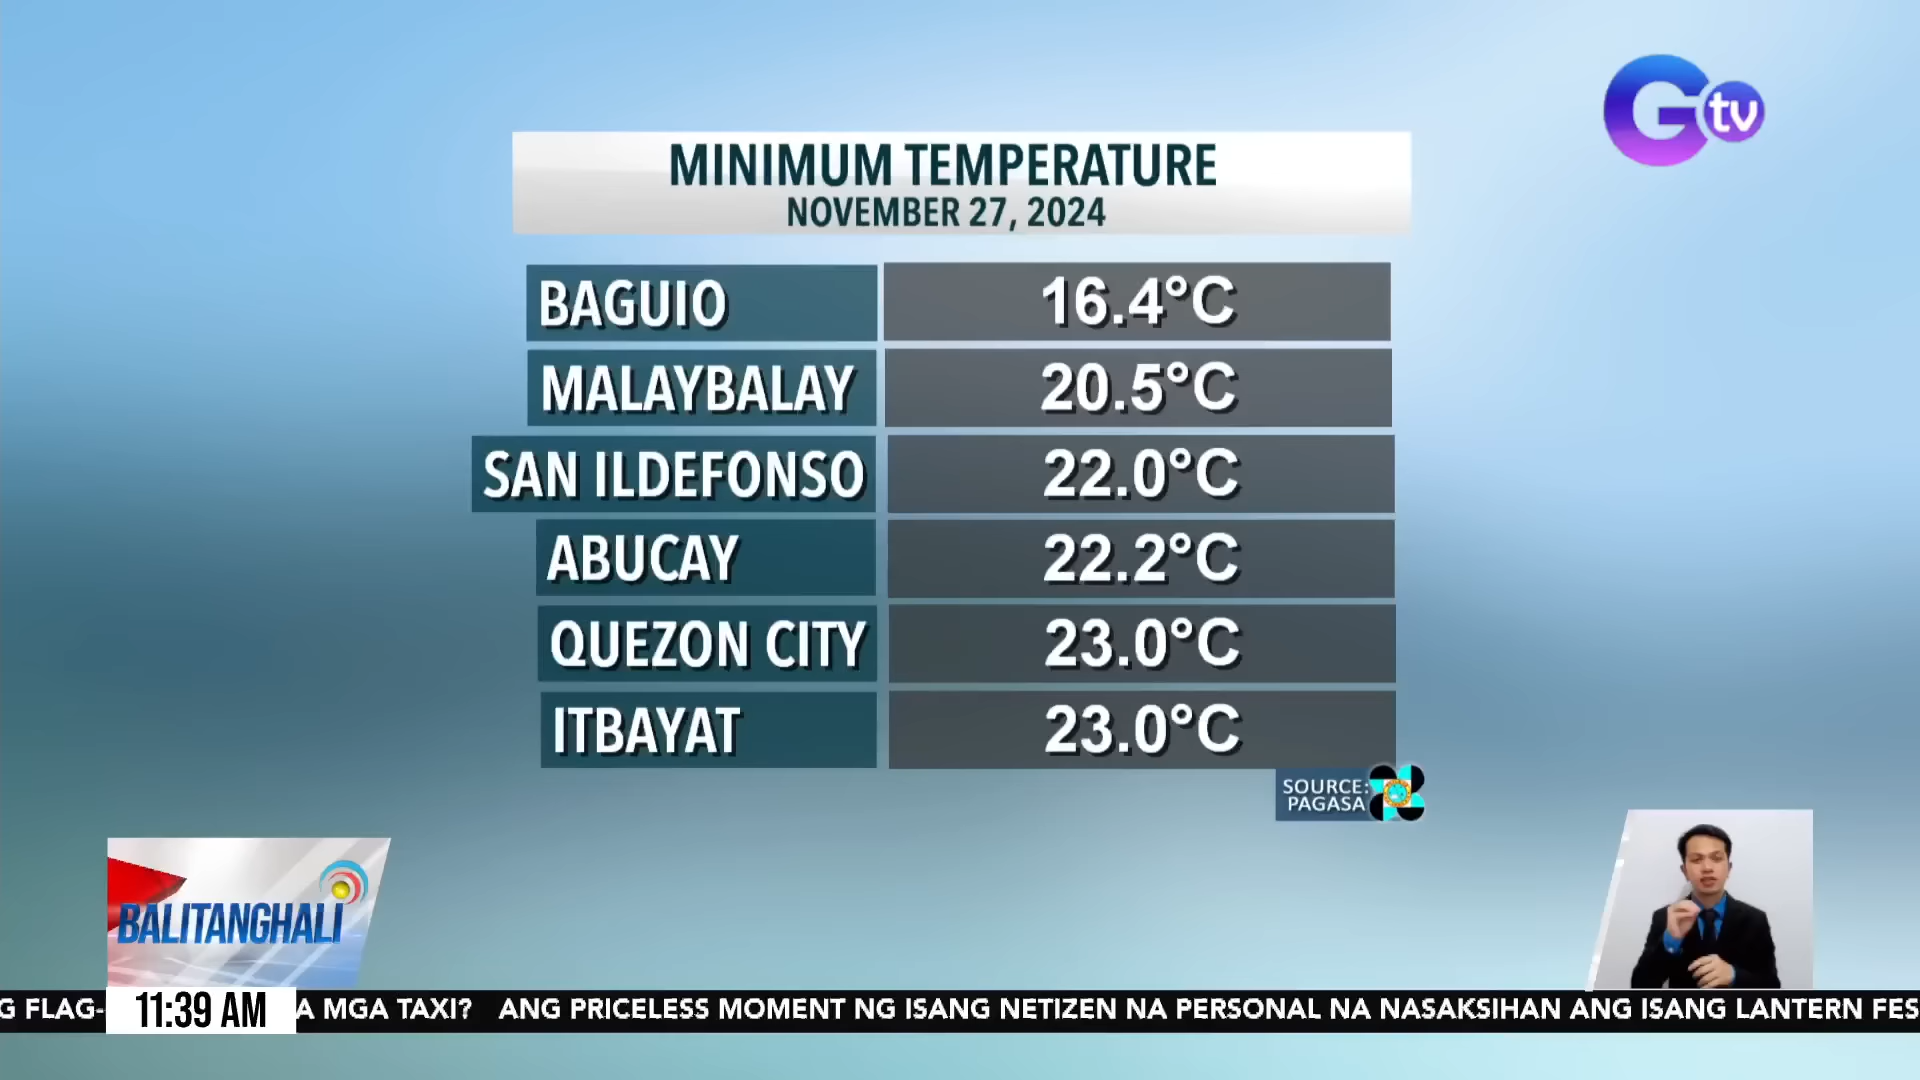 Gtv
MINIMUM TEMPERATURE
NOVEMBER 27, 2024
BAGUIO 16.4°C
MALAYBALAY 20.5°C
SAN ILDEFONSO 22.0°C
ABUCAY 22.2°C
QUEZON CITY 23.0°C
ITBAYAT 23.0°C
SOURCE:
PAGASA
BALITANGHALI
G FLAG- 11:39 AM A MGA TAXI? ANG PRICELESS MOMENT NG ISANG NETIZEN NA PERSONAL NA NASAKSIHAN ANG ISANG LANTERN FES